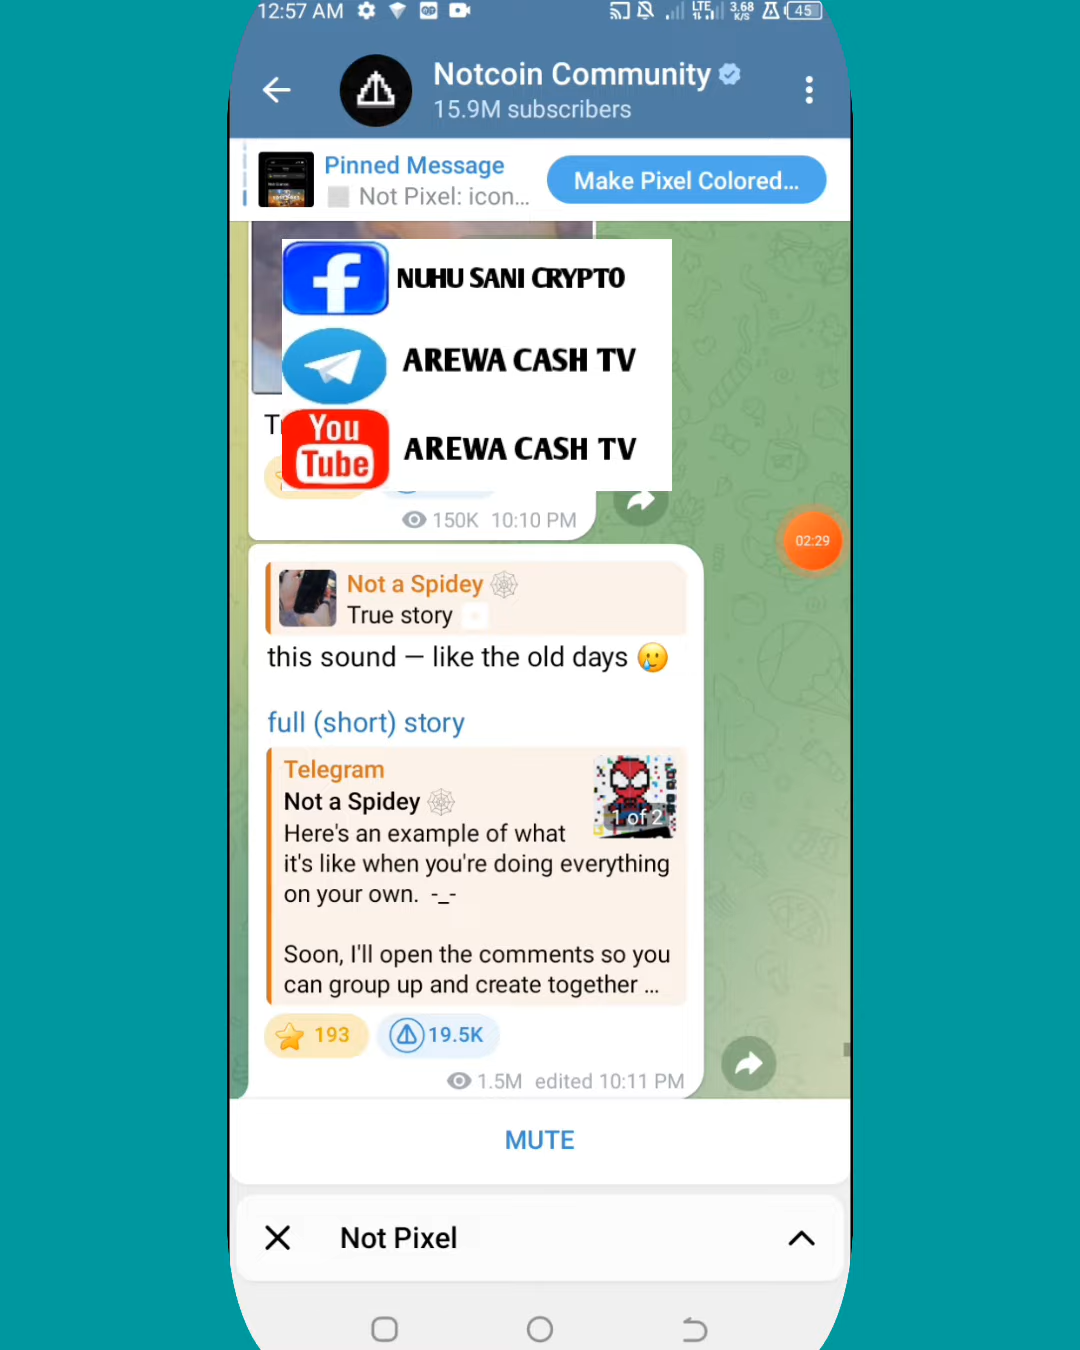 12:57 AM
LTE 3.68 K/S 45
Notcoin Community
15.9M subscribers
Pinned Message
Not Pixel: icon...
Make Pixel Colored...
f NUHU SANI CRYPTO
AREWA CASH TV
You Tube AREWA CASH TV
150K 10:10 PM
02:29
Not a Spidey
True story
this sound — like the old days
full (short) story
Telegram
Not a Spidey
1 of 2
Here's an example of what
it's like when you're doing everything
on your own. -_-
Soon, I'll open the comments so you
can group up and create together ...
193 19.5K
1.5M edited 10:11 PM
MUTE
Not Pixel